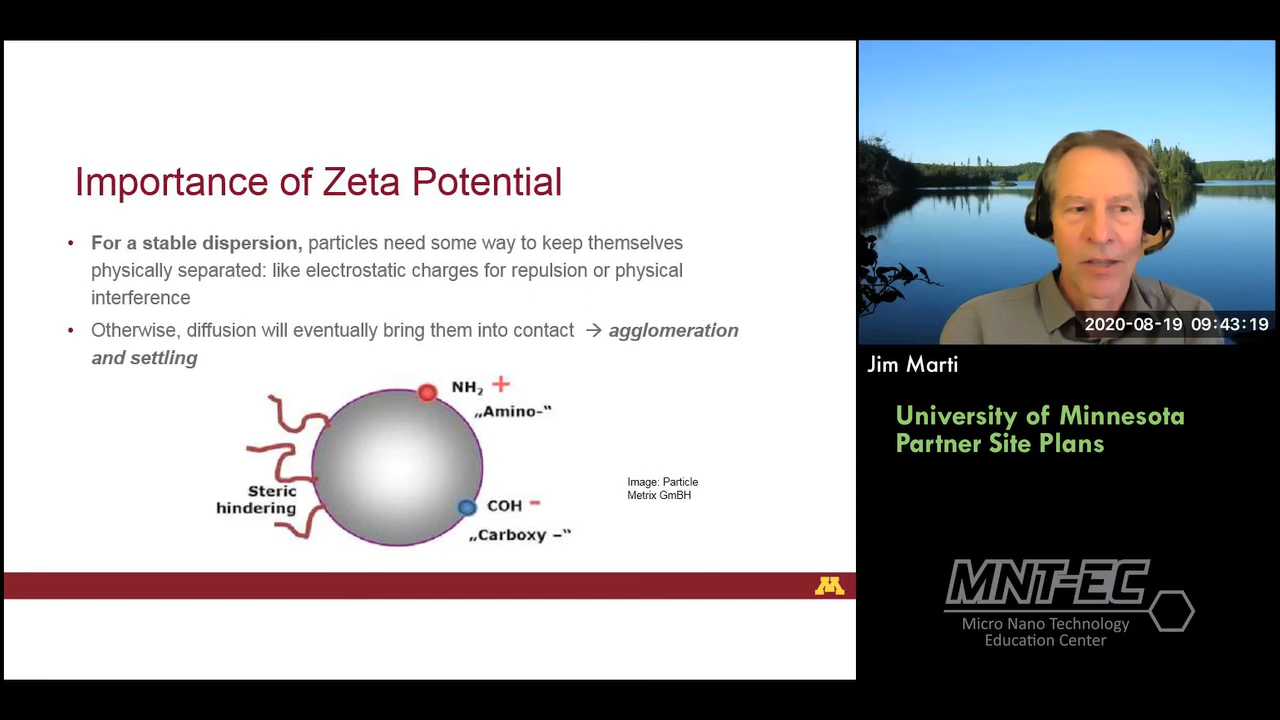 Importance of Zeta Potential
• For a stable dispersion, particles need some way to keep themselves
physically separated: like electrostatic charges for repulsion or physical
interference
• Otherwise, diffusion will eventually bring them into contact → agglomeration
and settling
NH₂ +
„Amino-“
Steric
hindering
COH -
„Carboxy –“
Image: Particle
Metrix GmBH
M
2020-08-19 09:43:19
Jim Marti
University of Minnesota
Partner Site Plans
MNT-EC
Micro Nano Technology
Education Center